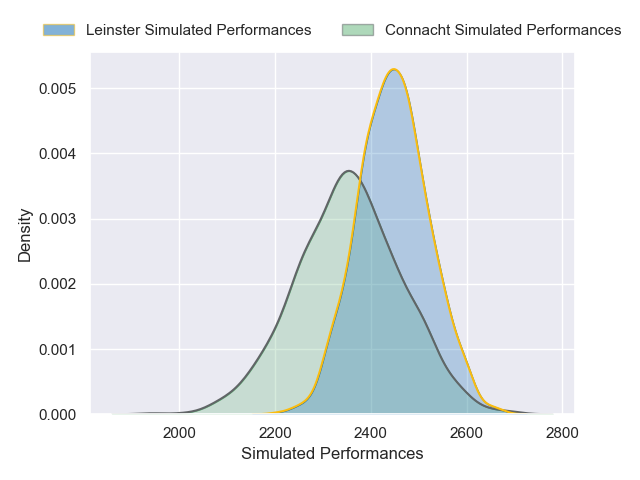 Leinster Simulated Performances Connacht Simulated Performances
0.005
0.004
0.003
0.002
0.001
0.000
Density
2000 2200 2400 2600 2800
Simulated Performances